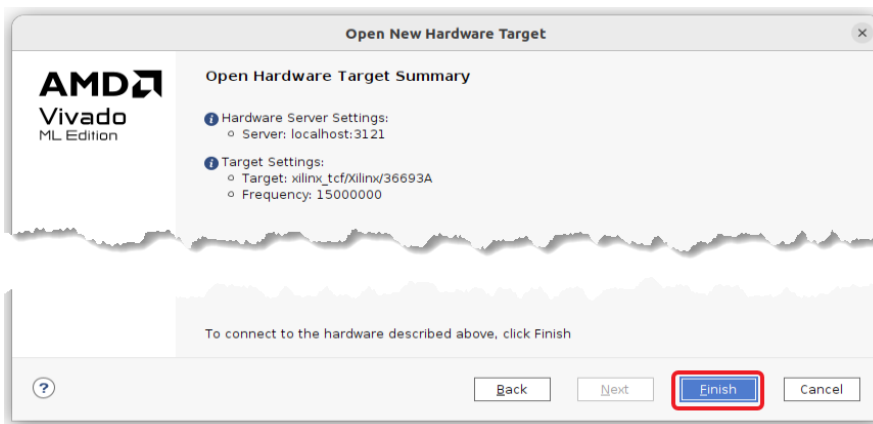 Open New Hardware Target
AMD
Vivado
ML Edition
Open Hardware Target Summary
Hardware Server Settings:
Server: localhost:3121
Target Settings:
Target: xilinx_tcf/Xilinx/36693A
Frequency: 15000000
To connect to the hardware described above, click Finish
?
Back
Next
Finish
Cancel